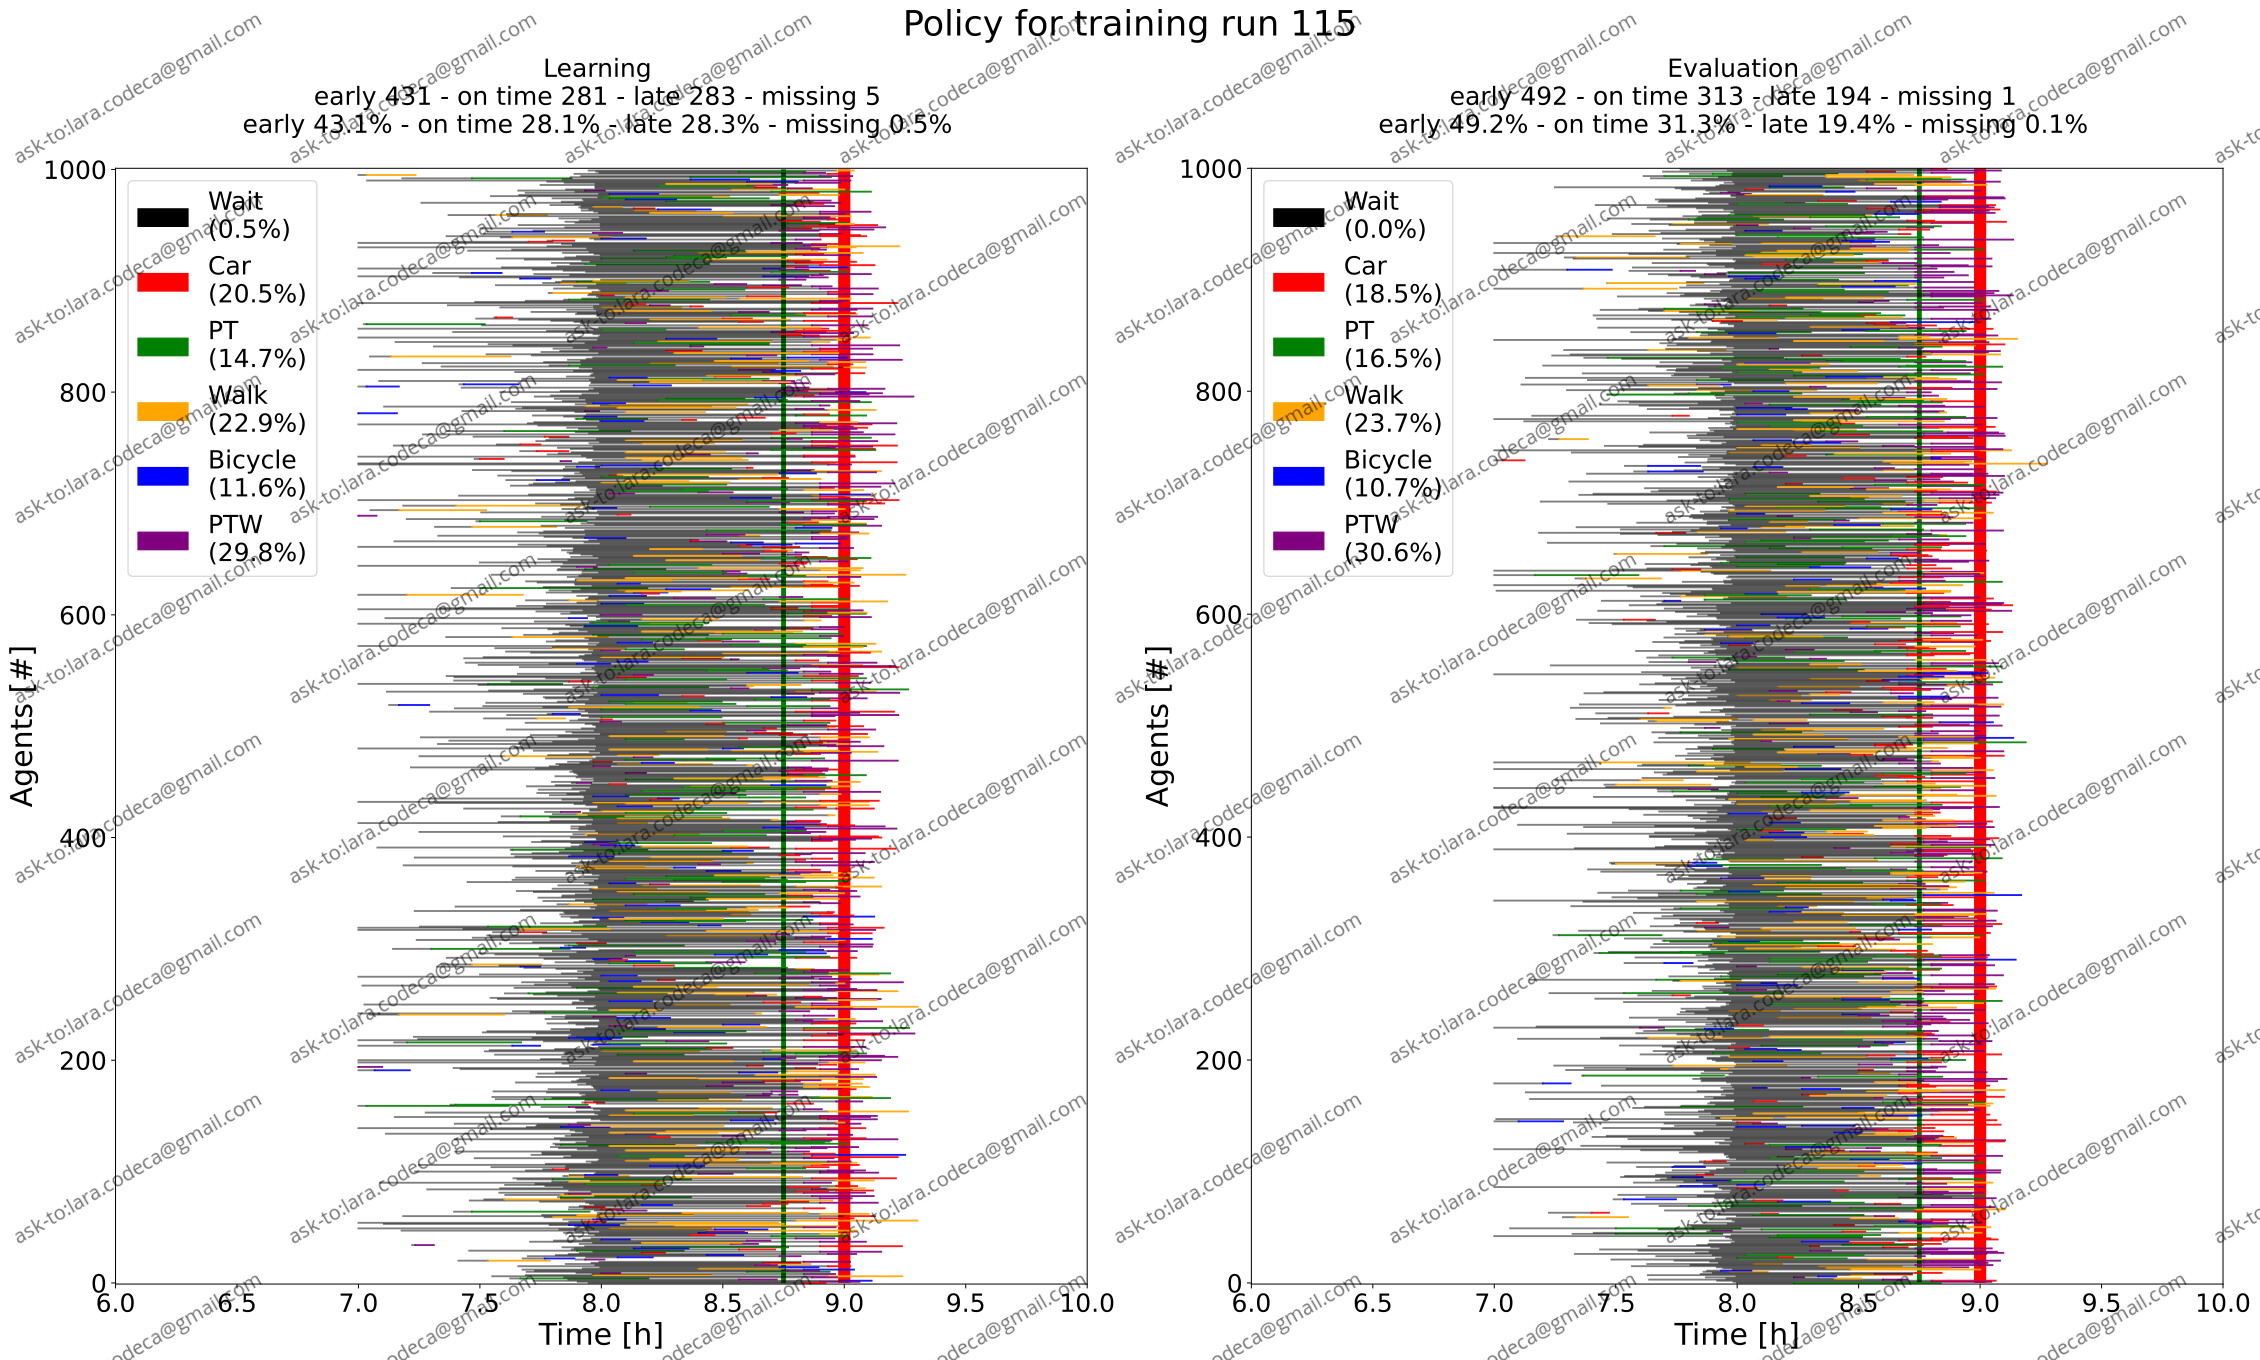 Policy for training run 115
Learning
early 431 - on time 281 - late 283 - missing 5
early 43.1% - on time 28.1% - late 28.3% - missing 0.5%
1000
800
600
400
200
0
Agents [#]
Wait
(0.5%)
Car
(20.5%)
PT
(14.7%)
Walk
(22.9%)
Bicycle
(11.6%)
PTW
(29.8%)
6.0 6.5 7.0 7.5 8.0 8.5 9.0 9.5 10.0
Time [h]
Evaluation
early 492 - on time 313 - late 194 - missing 1
early 49.2% - on time 31.3% - late 19.4% - missing 0.1%
1000
800
600
400
200
0
Agents [#]
Wait
(0.0%)
Car
(18.5%)
PT
(16.5%)
Walk
(23.7%)
Bicycle
(10.7%)
PTW
(30.6%)
6.0 6.5 7.0 7.5 8.0 8.5 9.0 9.5 10.0
Time [h]
ask-to:lara.codeca@gmail.com